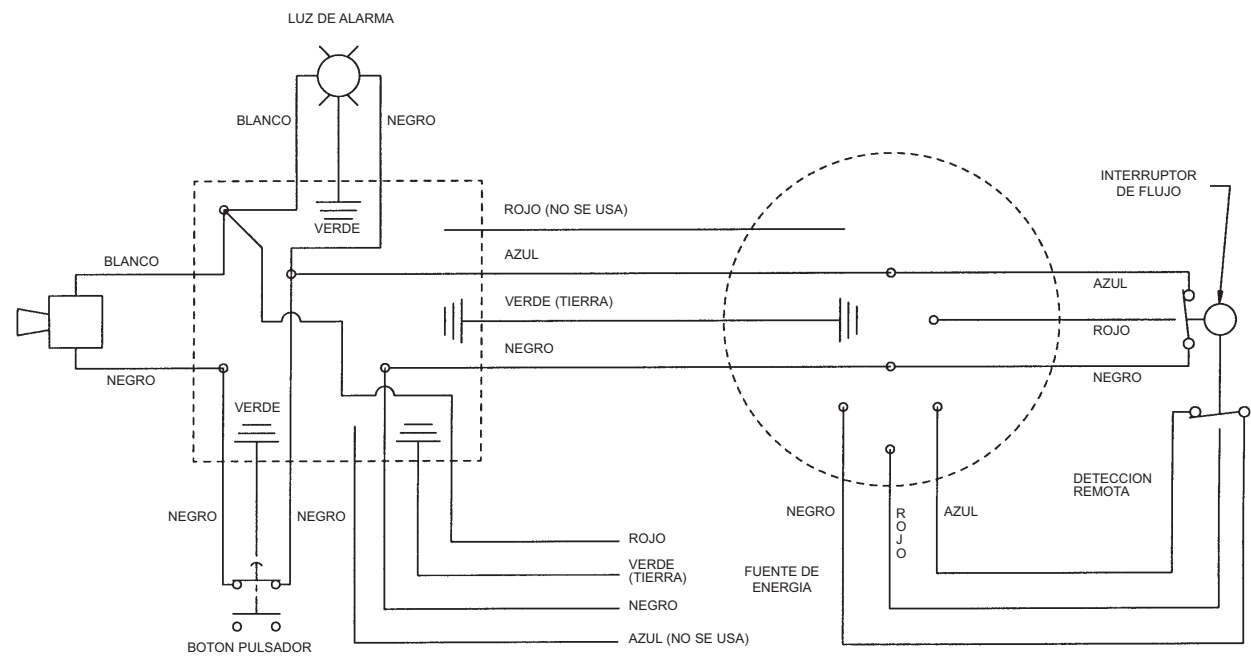 LUZ DE ALARMA
BLANCO
NEGRO
VERDE
INTERRUPTOR
DE FLUJO
ROJO (NO SE USA)
AZUL
BLANCO
AZUL
VERDE (TIERRA)
ROJO
NEGRO
NEGRO
NEGRO
VERDE
DETECCION
REMOTA
NEGRO
NEGRO
NEGRO
ROJO
AZUL
ROJO
VERDE
(TIERRA)
FUENTE DE
ENERGIA
NEGRO
AZUL (NO SE USA)
BOTON PULSADOR